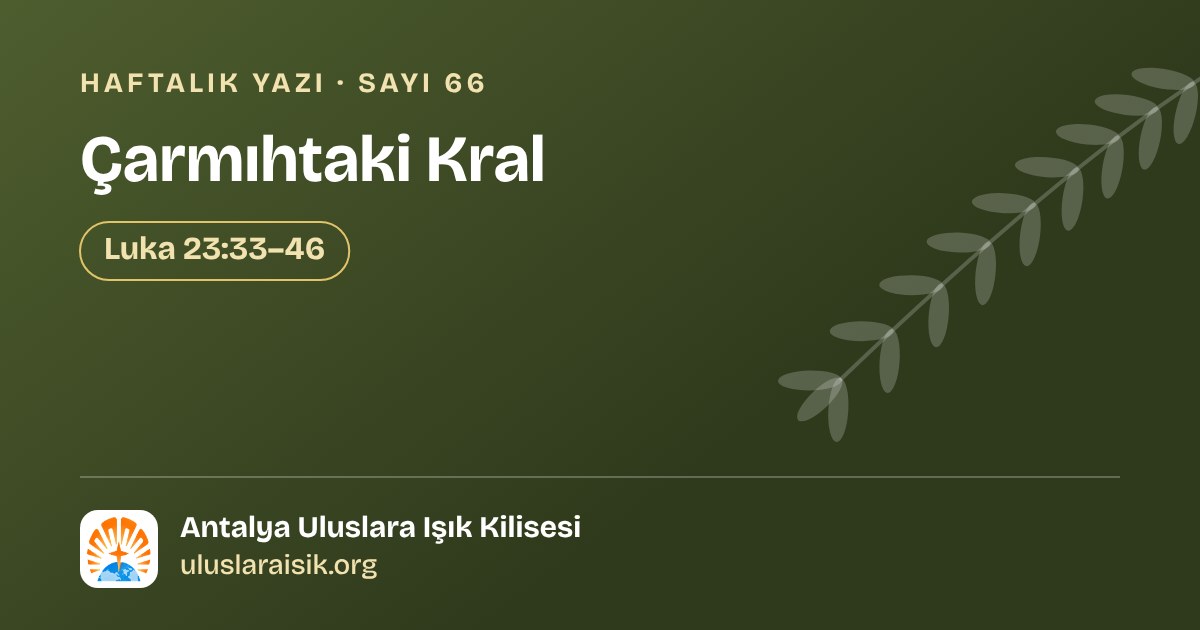 HAFTALIK YAZI · SAYI 66
Çarmıhtaki Kral
Luka 23:33–46
Antalya Uluslara Işık Kilisesi
uluslaraisik.org